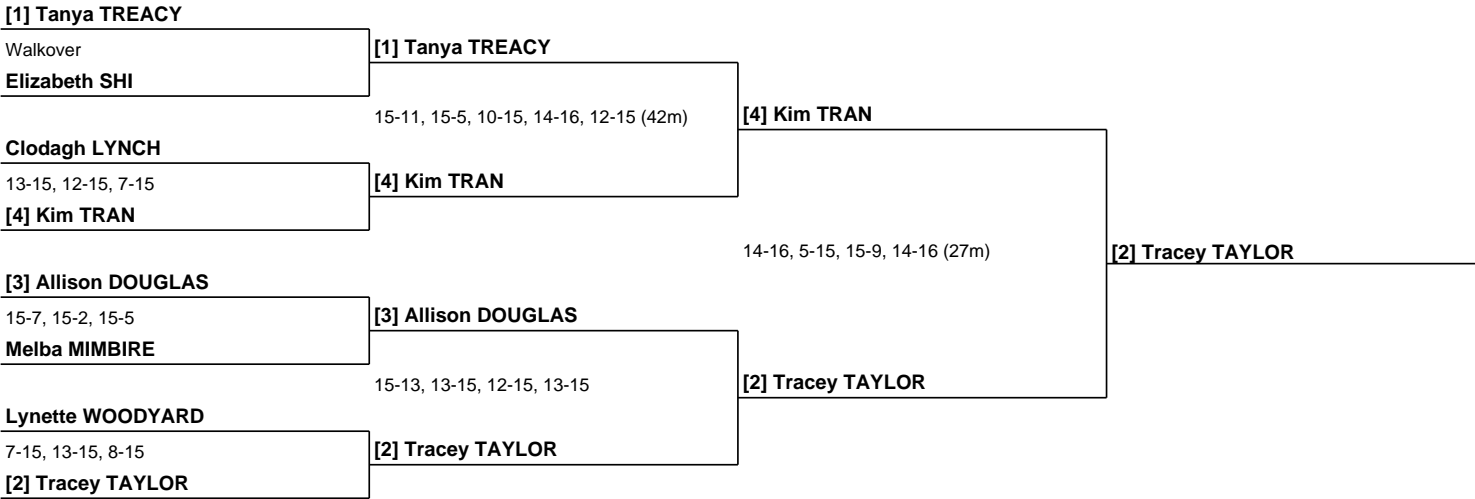 [1] Tanya TREACY
Walkover
Elizabeth SHI
[1] Tanya TREACY
15-11, 15-5, 10-15, 14-16, 12-15 (42m)
[4] Kim TRAN
Clodagh LYNCH
13-15, 12-15, 7-15
[4] Kim TRAN
[4] Kim TRAN
14-16, 5-15, 15-9, 14-16 (27m)
[2] Tracey TAYLOR
[3] Allison DOUGLAS
15-7, 15-2, 15-5
Melba MIMBIRE
[3] Allison DOUGLAS
15-13, 13-15, 12-15, 13-15
[2] Tracey TAYLOR
Lynette WOODYARD
7-15, 13-15, 8-15
[2] Tracey TAYLOR
[2] Tracey TAYLOR